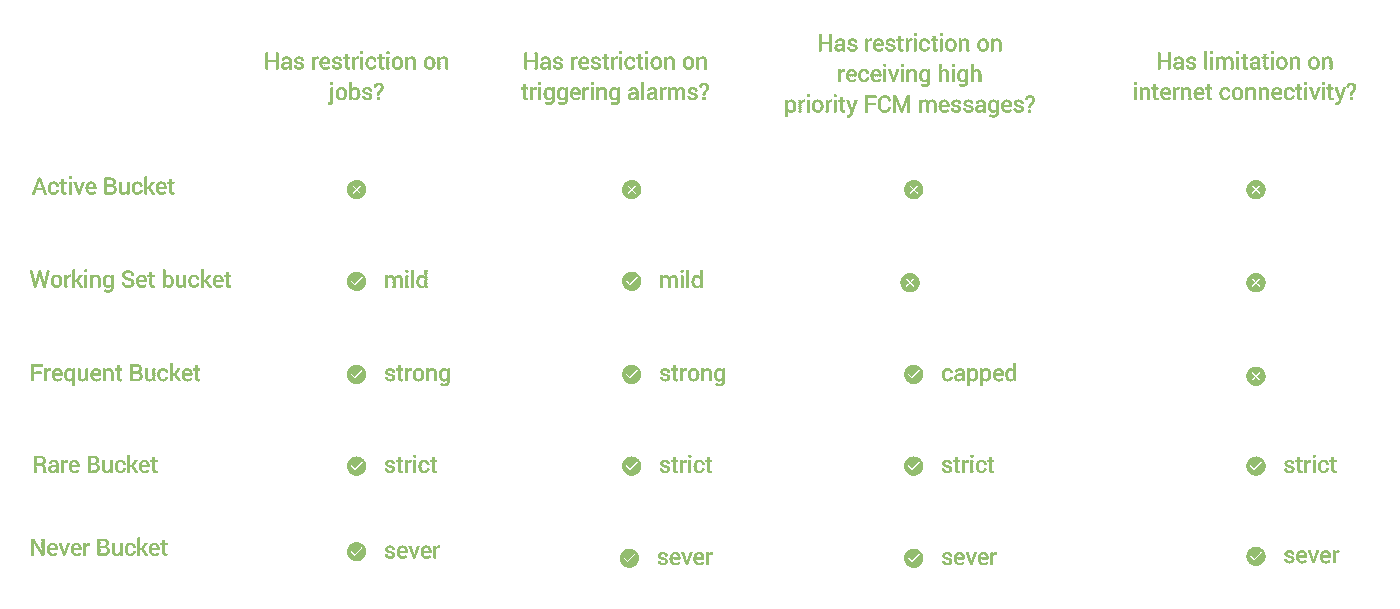 Has restriction on
jobs?
Has restriction on
triggering alarms?
Has restriction on
receiving high
priority FCM messages?
Has limitation on
internet connectivity?
Active Bucket
Working Set bucket mild mild
Frequent Bucket strong strong capped
Rare Bucket strict strict strict strict
Never Bucket sever sever sever sever